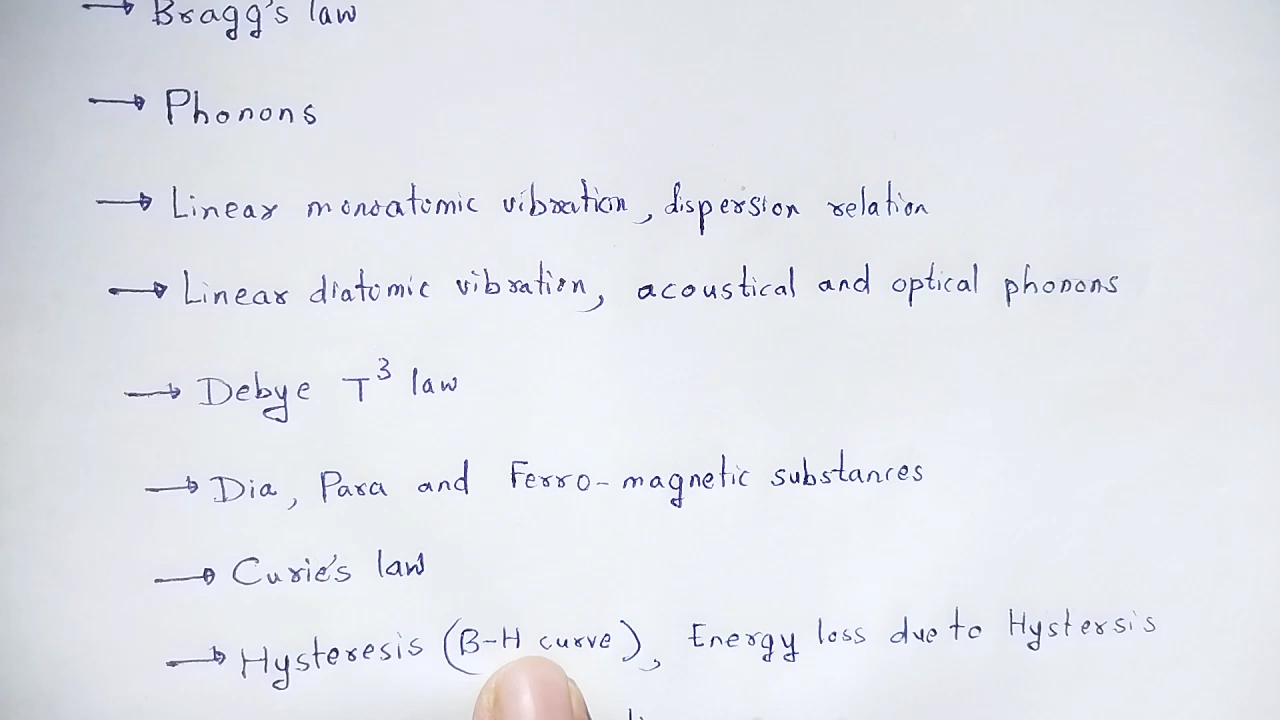 → Bragg's law
→ Phonons
→ Linear monoatomic vibration, dispersion relation
→ Linear diatomic vibration, acoustical and optical phonons
→ Debye T³ law
→ Dia, Para and Ferro-magnetic substances
→ Curie's law
→ Hysteresis (B-H curve), Energy loss due to Hystersis